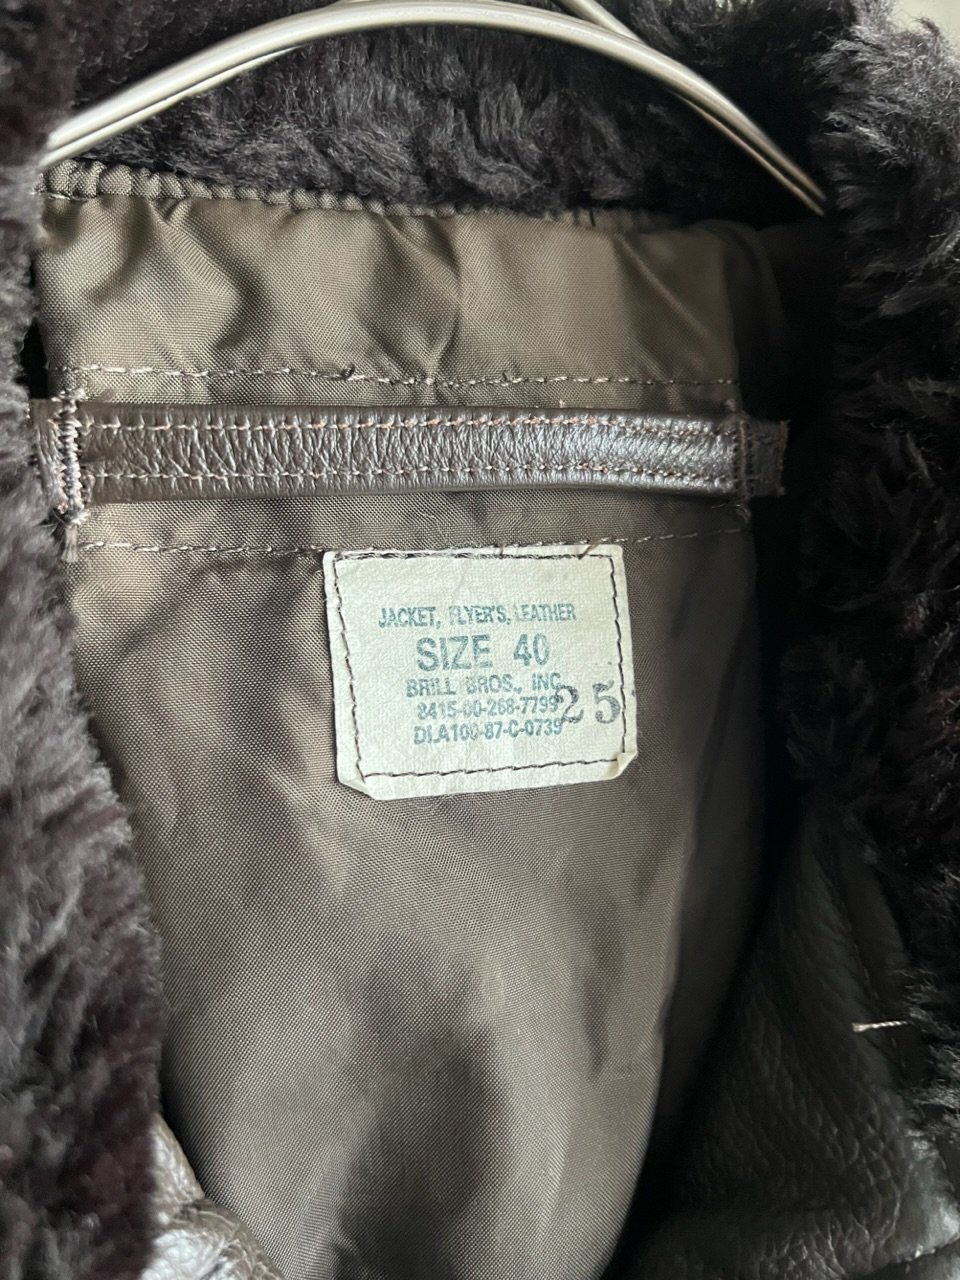 JACKET, FLYER'S, LEATHER
SIZE 40
BRILL BROS., INC.
8415-00-268-7799
25
DLA100-87-C-0739